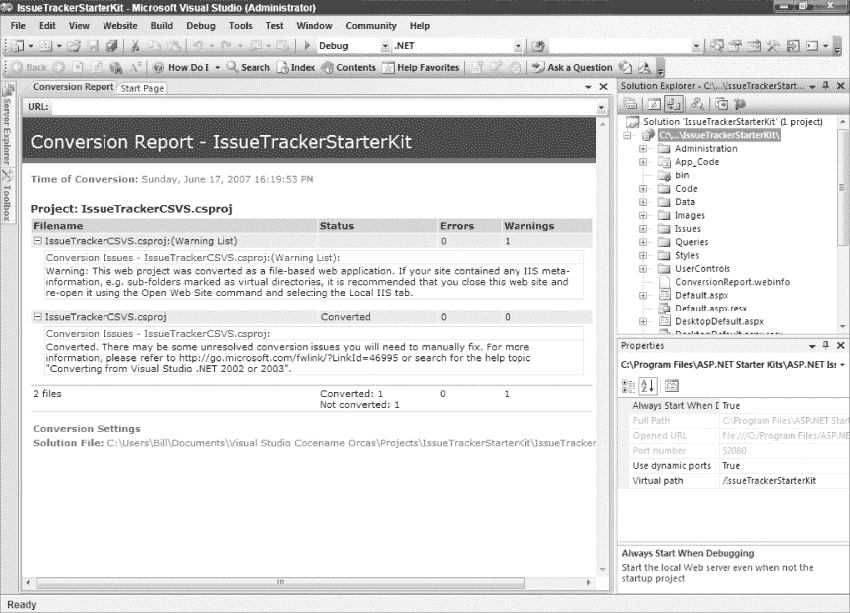 IssueTrackerStarterKit - Microsoft Visual Studio (Administrator)
File Edit View Website Build Debug Tools Test Window Community Help
Debug .NET
Back How Do I Search Index Contents Help Favorites Ask a Question
Server Explorer
Toolbox
Conversion Report Start Page
URL:
Conversion Report - IssueTrackerStarterKit
Time of Conversion: Sunday, June 17, 2007 16:19:53 PM
Project: IssueTrackerCSVS.csproj
Filename Status Errors Warnings
IssueTrackerCSVS.csproj:(Warning List) 0 1
Conversion Issues - IssueTrackerCSVS.csproj:(Warning List):
Warning: This web project was converted as a file-based web application. If your site contained any IIS meta-
information, e.g. sub-folders marked as virtual directories, it is recommended that you close this web site and
re-open it using the Open Web Site command and selecting the Local IIS tab.
IssueTrackerCSVS.csproj Converted 0 0
Conversion Issues - IssueTrackerCSVS.csproj:
Converted. There may be some unresolved conversion issues you will need to manually fix. For more
information, please refer to http://go.microsoft.com/fwlink/?LinkId=46995 or search for the help topic
"Converting from Visual Studio .NET 2002 or 2003".
2 files Converted: 1 0 1
Not converted: 1
Conversion Settings
Solution File: C:\Users\Bill\Documents\Visual Studio Codename Orcas\Projects\IssueTrackerStarterKit\IssueTracker
Solution Explorer - C:\...\IssueTrackerStart...
Solution 'IssueTrackerStarterKit' (1 project)
C:\...\IssueTrackerStarterKit\
Administration
App_Code
bin
Code
Data
Images
Issues
Queries
Styles
UserControls
ConversionReport.webinfo
Default.aspx
Default.aspx.resx
DesktopDefault.aspx
Properties
C:\Program Files\ASP.NET Starter Kits\ASP.NET Is:
Always Start When D True
Full Path C:\Program Files\ASP.NET Start
Opened URL file:///C:/Program Files/ASP.NE
Port number 52080
Use dynamic ports True
Virtual path /IssueTrackerStarterKit
Always Start When Debugging
Start the local Web server even when not the
startup project
Ready